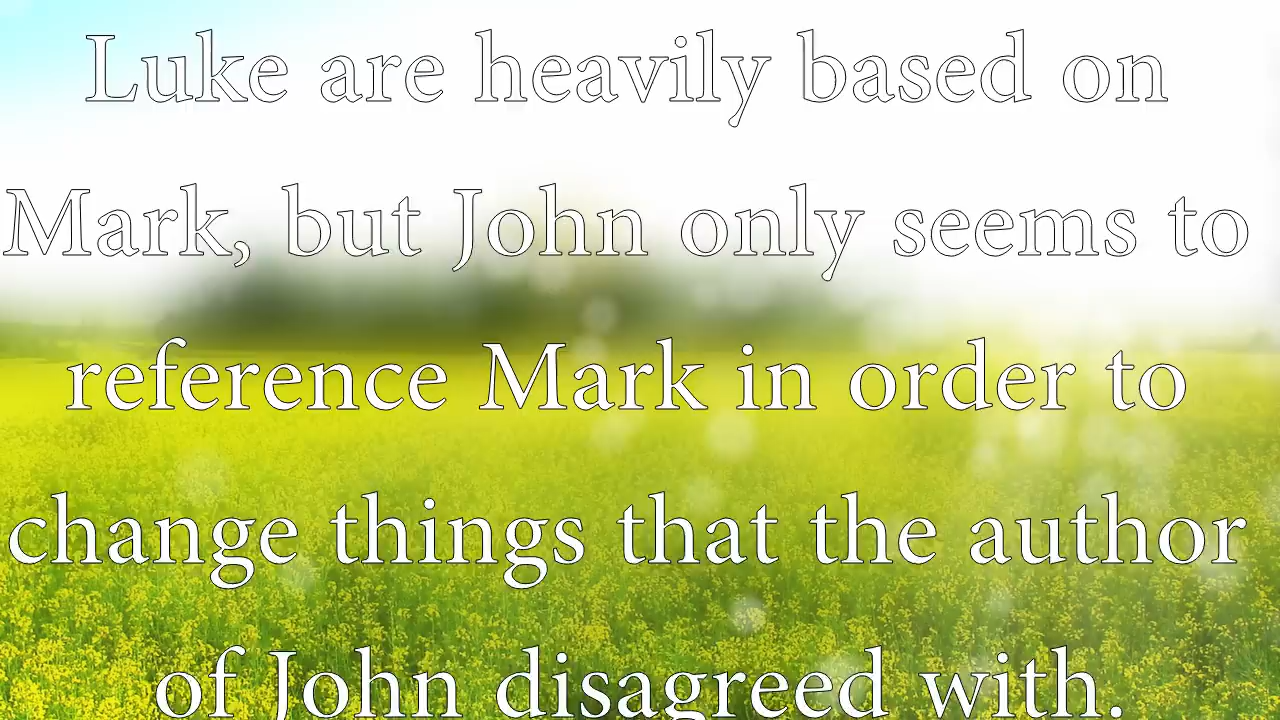 Luke are heavily based on
Mark, but John only seems to
reference Mark in order to
change things that the author
of John disagreed with.